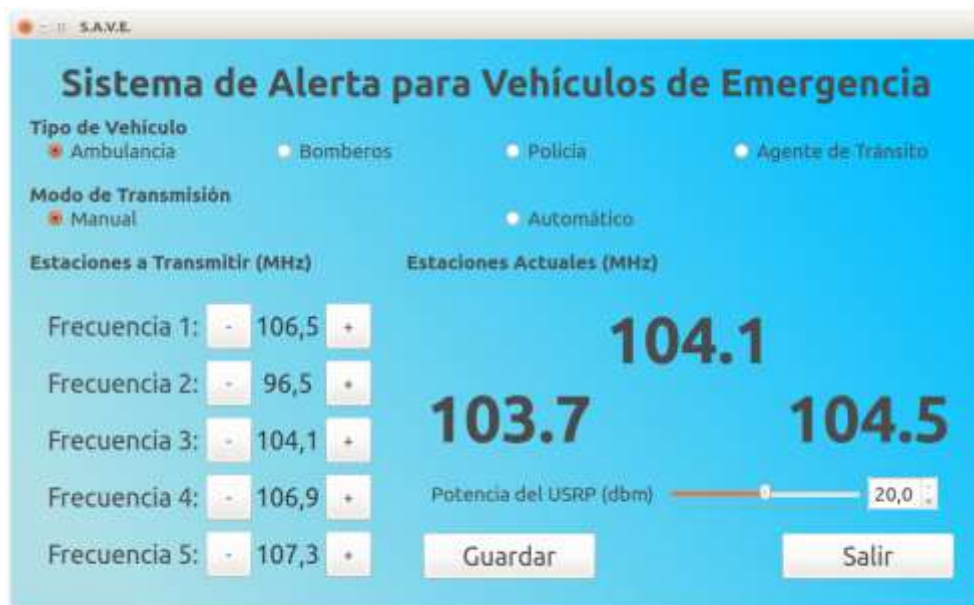 S.A.V.E.
Sistema de Alerta para Vehículos de Emergencia
Tipo de Vehículo
Ambulancia Bomberos Policía Agente de Tránsito
Modo de Transmisión
Manual Automático
Estaciones a Transmitir (MHz) Estaciones Actuales (MHz)
Frecuencia 1: - 106,5 +
104.1
Frecuencia 2: - 96,5 +
103.7 104.5
Frecuencia 3: - 104,1 +
Frecuencia 4: - 106,9 + Potencia del USRP (dbm) 20,0
Frecuencia 5: - 107,3 + Guardar Salir